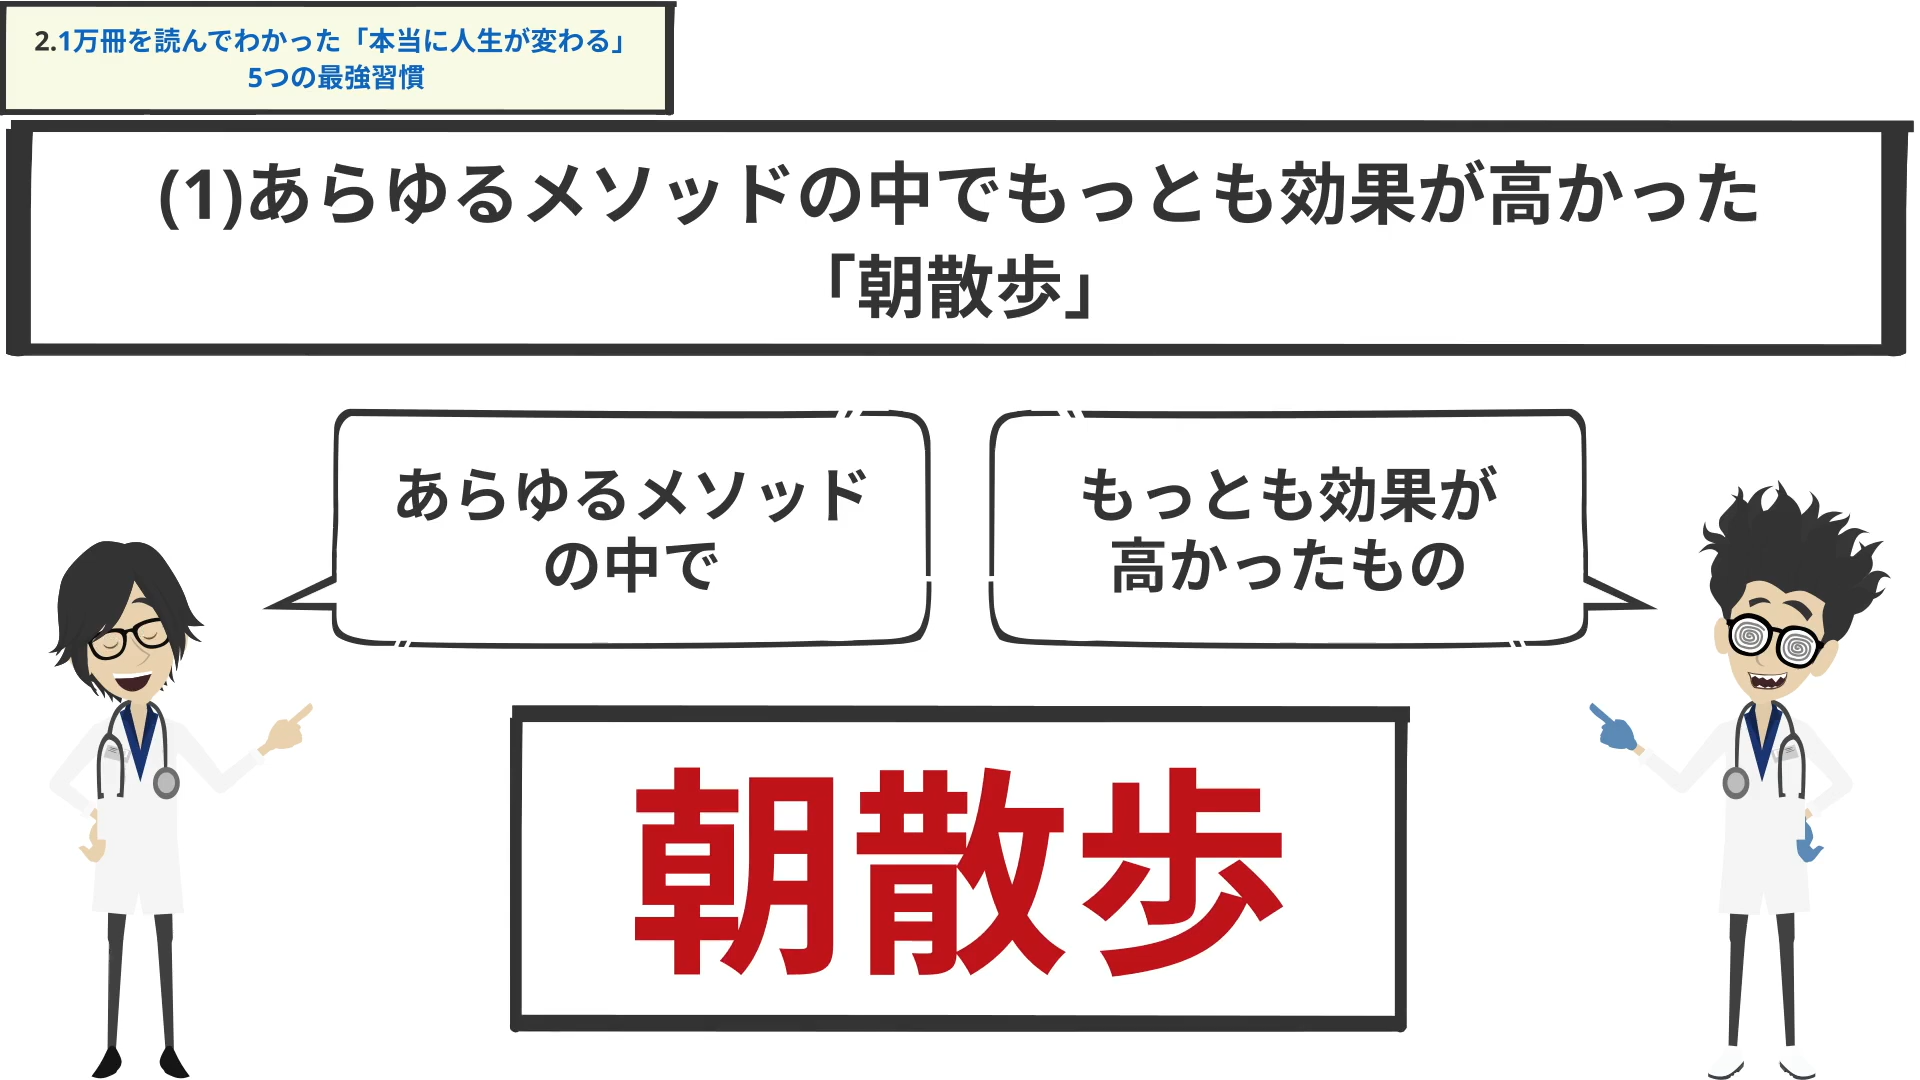 2.1万冊を読んでわかった「本当に人生が変わる」
5つの最強習慣
(1)あらゆるメソッドの中でもっとも効果が高かった
「朝散歩」
あらゆるメソッド
の中で
もっとも効果が
高かったもの
朝散歩